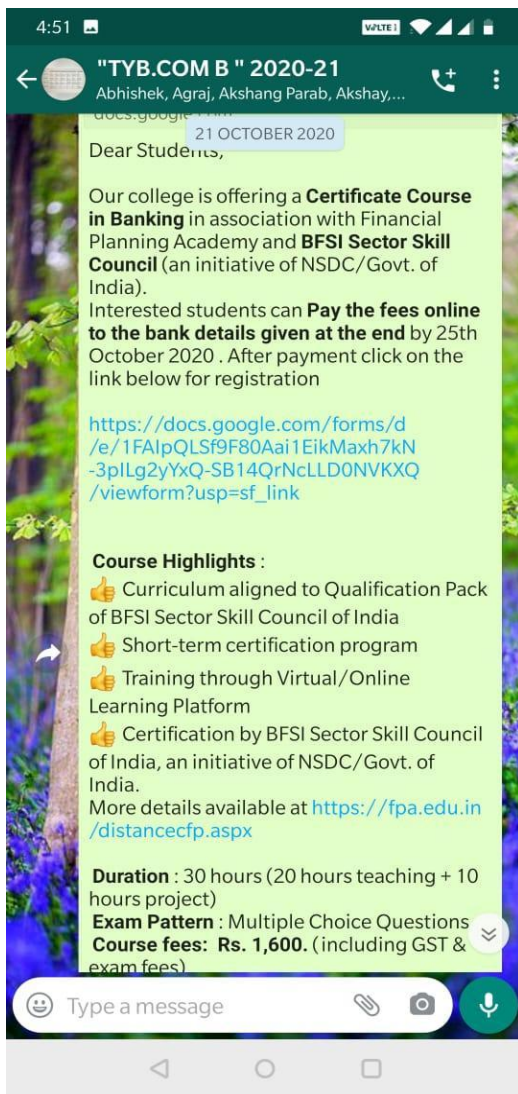 4:51
VoLTE1
"TYB.COM B " 2020-21
Abhishek, Agraj, Akshang Parab, Akshay,...
docs.google.com
21 OCTOBER 2020
Dear Students,
Our college is offering a Certificate Course
in Banking in association with Financial
Planning Academy and BFSI Sector Skill
Council (an initiative of NSDC/Govt. of
India).
Interested students can Pay the fees online
to the bank details given at the end by 25th
October 2020 . After payment click on the
link below for registration
https://docs.google.com/forms/d
/e/1FAIpQLSf9F80Aai1EikMaxh7kN
-3pILg2yYxQ-SB14QrNcLLD0NVKXQ
/viewform?usp=sf_link
Course Highlights :
👍 Curriculum aligned to Qualification Pack
of BFSI Sector Skill Council of India
👍 Short-term certification program
👍 Training through Virtual/Online
Learning Platform
👍 Certification by BFSI Sector Skill Council
of India, an initiative of NSDC/Govt. of
India.
More details available at https://fpa.edu.in
/distancecfp.aspx
Duration : 30 hours (20 hours teaching + 10
hours project)
Exam Pattern : Multiple Choice Questions
Course fees: Rs. 1,600. (including GST &
exam fees)
Type a message